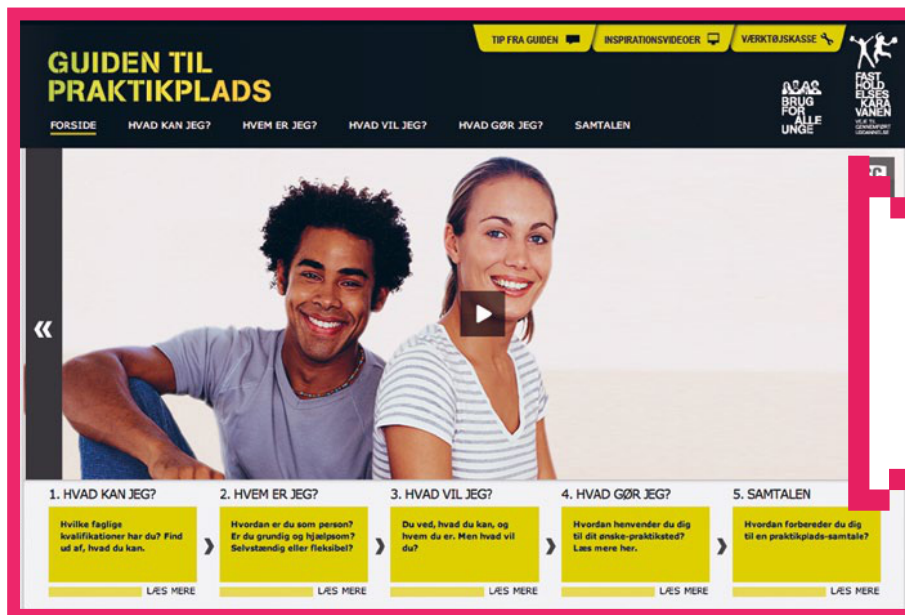 TIP FRA GUIDEN
INSPIRATIONSVIDEOER
VÆRKTØJSKASSE
GUIDEN TIL
PRAKTIKPLADS
BRUG
FOR
ALLE
UNGE
FAST
HOLD
ELSES
KARA
VANEN
VEJE TIL
GENNEMFØRT
UDDANNELSE
FORSIDE
HVAD KAN JEG?
HVEM ER JEG?
HVAD VIL JEG?
HVAD GØR JEG?
SAMTALEN
«
1. HVAD KAN JEG?
Hvilke faglige
kvalifikationer har du? Find
ud af, hvad du kan.
LÆS MERE
2. HVEM ER JEG?
Hvordan er du som person?
Er du grundig og hjælpsom?
Selvstændig eller fleksibel?
LÆS MERE
3. HVAD VIL JEG?
Du ved, hvad du kan, og
hvem du er. Men hvad vil
du?
LÆS MERE
4. HVAD GØR JEG?
Hvordan henvender du dig
til dit ønske-praktiksted?
Læs mere her.
LÆS MERE
5. SAMTALEN
Hvordan forbereder du dig
til en praktikplads-samtale?
LÆS MERE